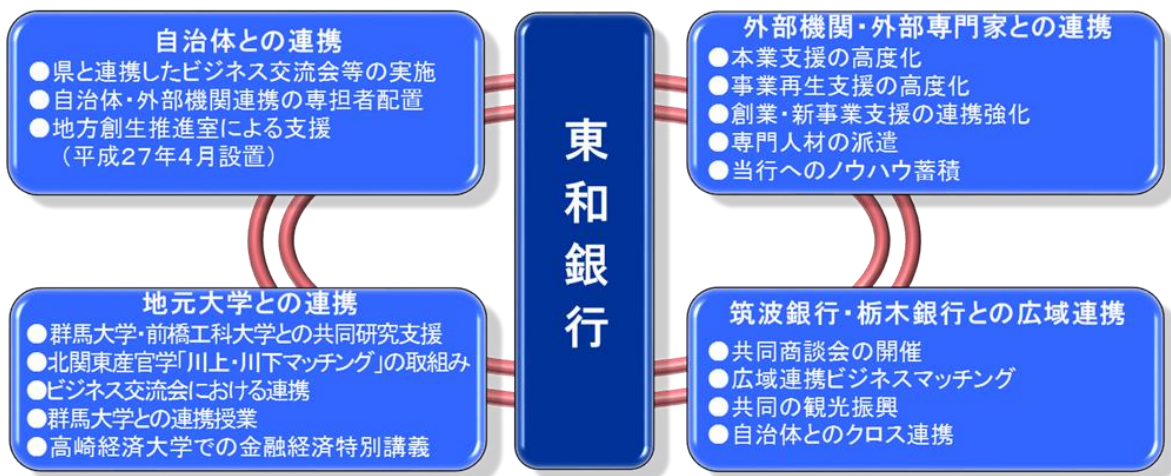 自治体との連携
●県と連携したビジネス交流会等の実施
●自治体・外部機関連携の専担者配置
●地方創生推進室による支援
（平成27年4月設置）
東和銀行
外部機関・外部専門家との連携
●本業支援の高度化
●事業再生支援の高度化
●創業・新事業支援の連携強化
●専門人材の派遣
●当行へのノウハウ蓄積
地元大学との連携
●群馬大学・前橋工科大学との共同研究支援
●北関東産官学「川上・川下マッチング」の取組み
●ビジネス交流会における連携
●群馬大学との連携授業
●高崎経済大学での金融経済特別講義
筑波銀行・栃木銀行との広域連携
●共同商談会の開催
●広域連携ビジネスマッチング
●共同の観光振興
●自治体とのクロス連携